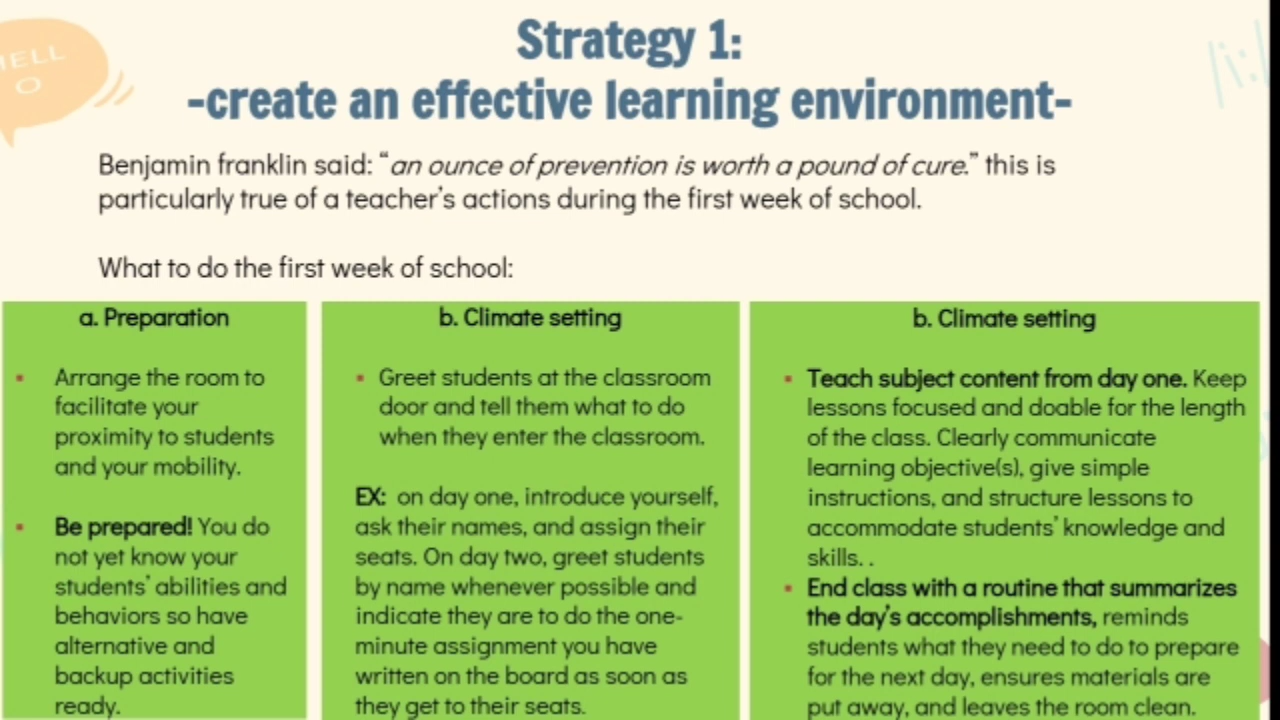 HELL
O
Strategy 1:
-create an effective learning environment-
/i:/
Benjamin franklin said: “an ounce of prevention is worth a pound of cure.” this is
particularly true of a teacher’s actions during the first week of school.
What to do the first week of school:
a. Preparation
▪ Arrange the room to
facilitate your
proximity to students
and your mobility.
▪ Be prepared! You do
not yet know your
students’ abilities and
behaviors so have
alternative and
backup activities
ready.
b. Climate setting
▪ Greet students at the classroom
door and tell them what to do
when they enter the classroom.
EX: on day one, introduce yourself,
ask their names, and assign their
seats. On day two, greet students
by name whenever possible and
indicate they are to do the one-
minute assignment you have
written on the board as soon as
they get to their seats.
b. Climate setting
▪ Teach subject content from day one. Keep
lessons focused and doable for the length
of the class. Clearly communicate
learning objective(s), give simple
instructions, and structure lessons to
accommodate students’ knowledge and
skills. .
▪ End class with a routine that summarizes
the day’s accomplishments, reminds
students what they need to do to prepare
for the next day, ensures materials are
put away, and leaves the room clean.